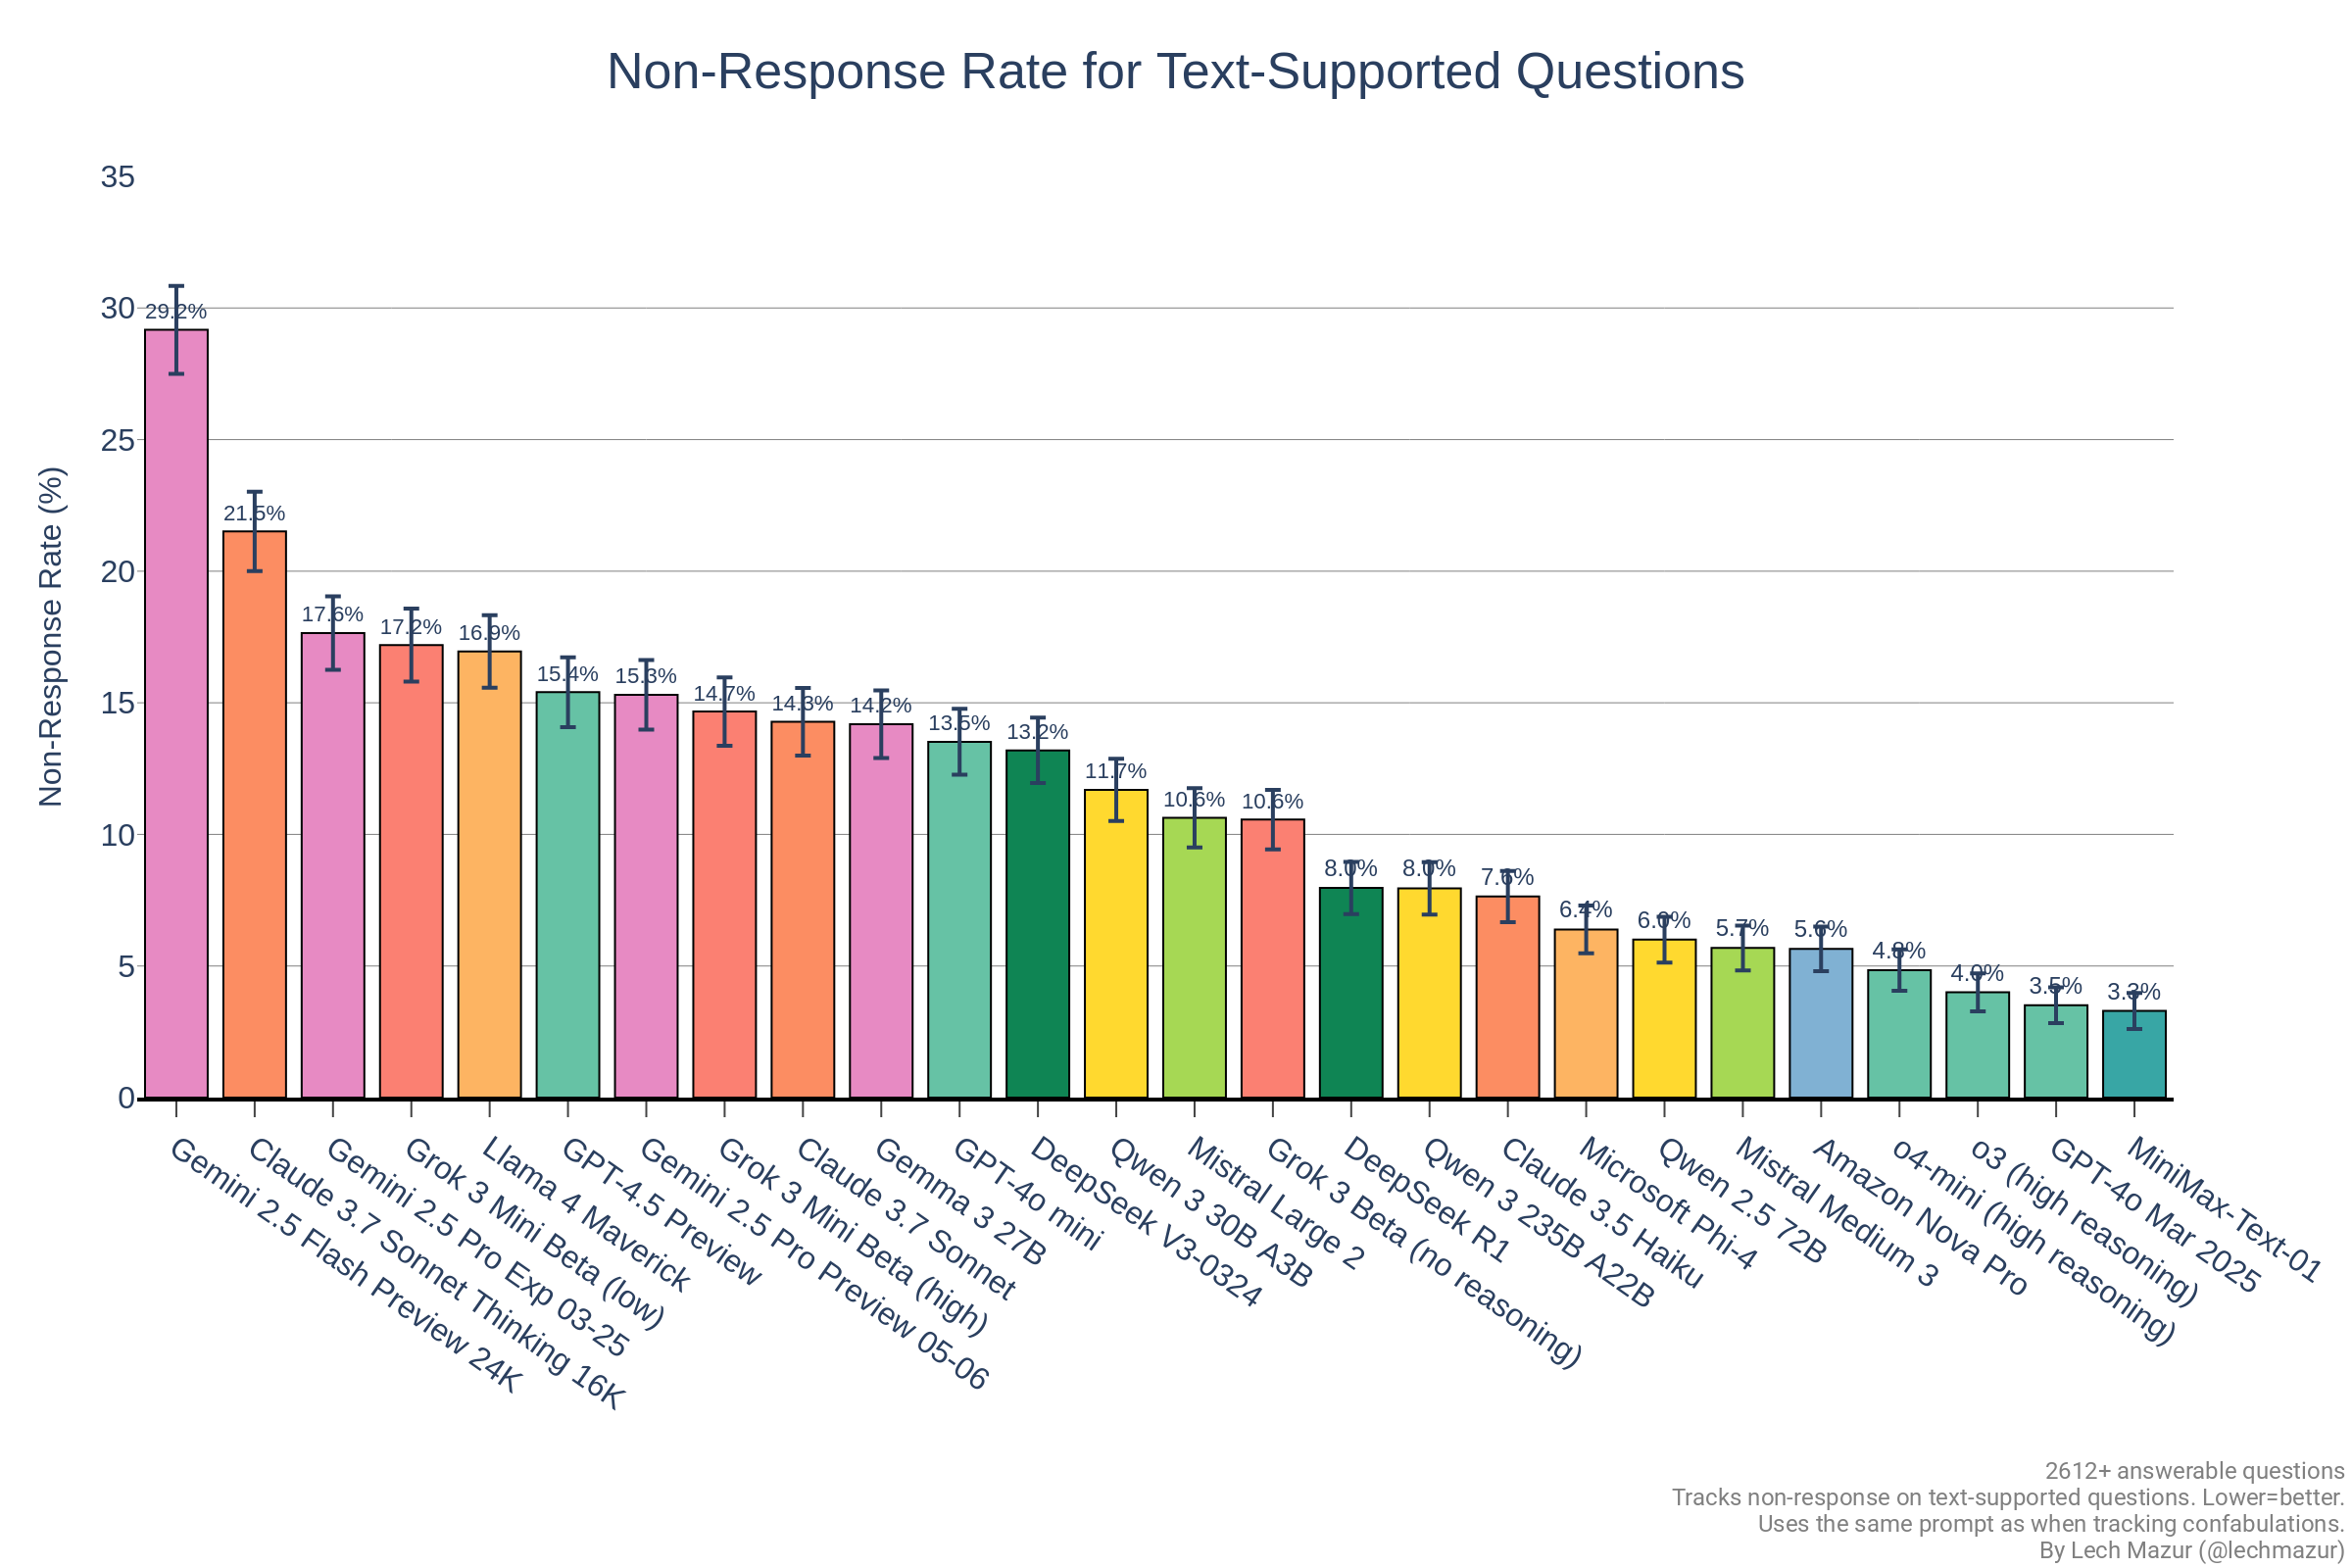 Non-Response Rate for Text-Supported Questions
35
30
25
20
15
10
5
0
Non-Response Rate (%)
29.2%
21.5%
17.6%
17.2%
16.9%
15.4%
15.3%
14.7%
14.3%
14.2%
13.5%
13.2%
11.7%
10.6%
10.6%
8.0%
8.0%
7.6%
6.4%
6.0%
5.7%
5.6%
4.8%
4.0%
3.5%
3.3%
Gemini 2.5 Flash Preview 24K
Claude 3.7 Sonnet Thinking 16K
Gemini 2.5 Pro Exp 03-25
Grok 3 Mini Beta (low)
Llama 4 Maverick
GPT-4.5 Preview
Gemini 2.5 Pro Preview 05-06
Grok 3 Mini Beta (high)
Claude 3.7 Sonnet
Gemma 3 27B
GPT-4o mini
DeepSeek V3-0324
Qwen 3 30B A3B
Mistral Large 2
Grok 3 Beta (no reasoning)
DeepSeek R1
Qwen 3 235B A22B
Claude 3.5 Haiku
Microsoft Phi-4
Qwen 2.5 72B
Mistral Medium 3
Amazon Nova Pro
o4-mini (high reasoning)
o3 (high reasoning)
GPT-4o Mar 2025
MiniMax-Text-01
2612+ answerable questions
Tracks non-response on text-supported questions. Lower=better.
Uses the same prompt as when tracking confabulations.
By Lech Mazur (@lechmazur)